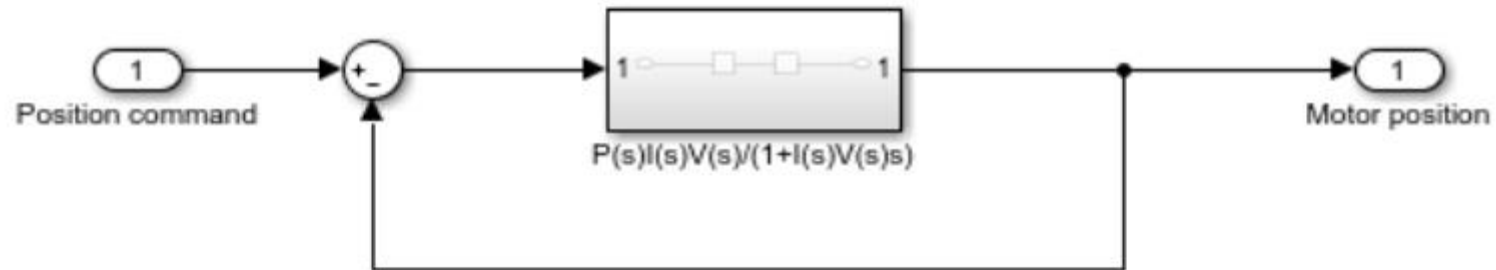 1
+
−
1
1
1
Position command
Motor position
P(s)I(s)V(s)/(1+I(s)V(s)s)